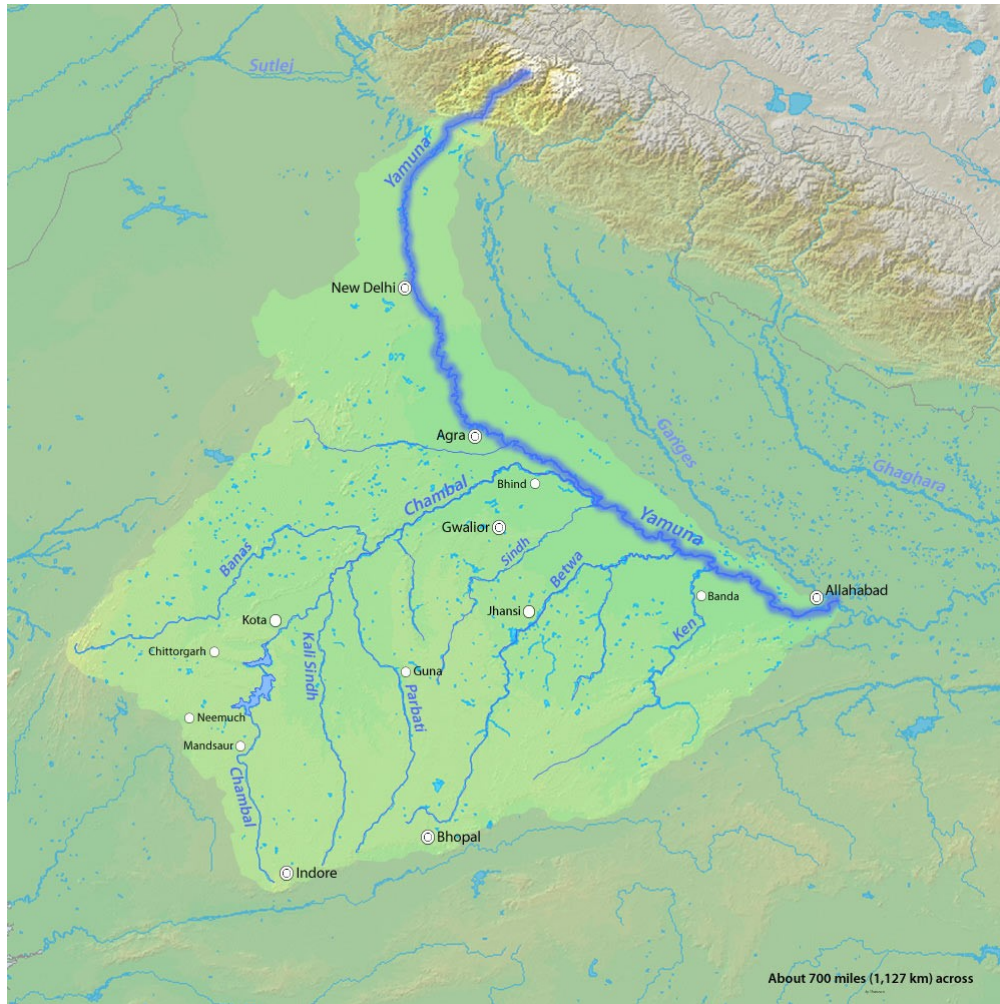 Sutlej
Yamuna
New Delhi
Agra
Ganges
Ghaghara
Chambal
Bhind
Gwalior
Yamuna
Sindh
Banas
Betwa
Allahabad
Banda
Jhansi
Kota
Ken
Chittorgarh
Kali Sindh
Guna
Parbati
Neemuch
Mandsaur
Chambal
Bhopal
Indore
About 700 miles (1,127 km) across